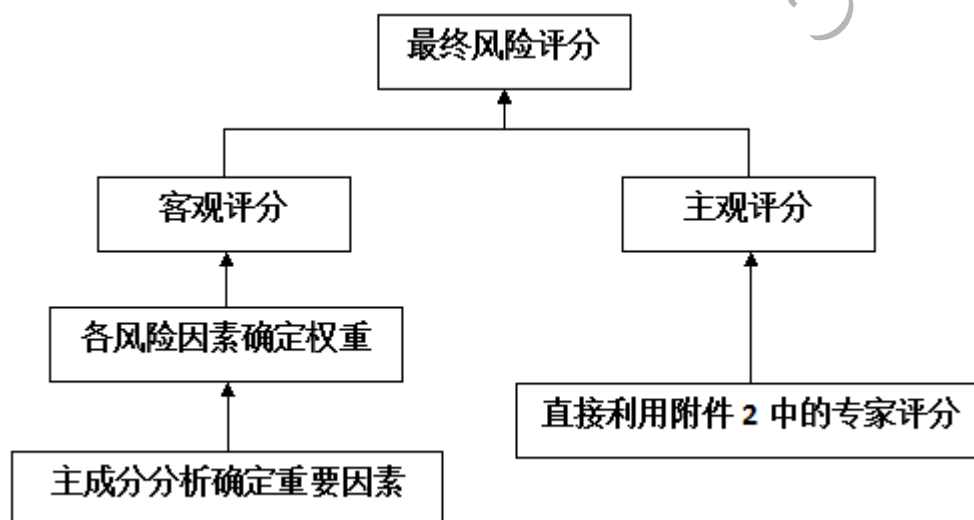 最终风险评分
客观评分
主观评分
各风险因素确定权重
直接利用附件 2 中的专家评分
主成分分析确定重要因素